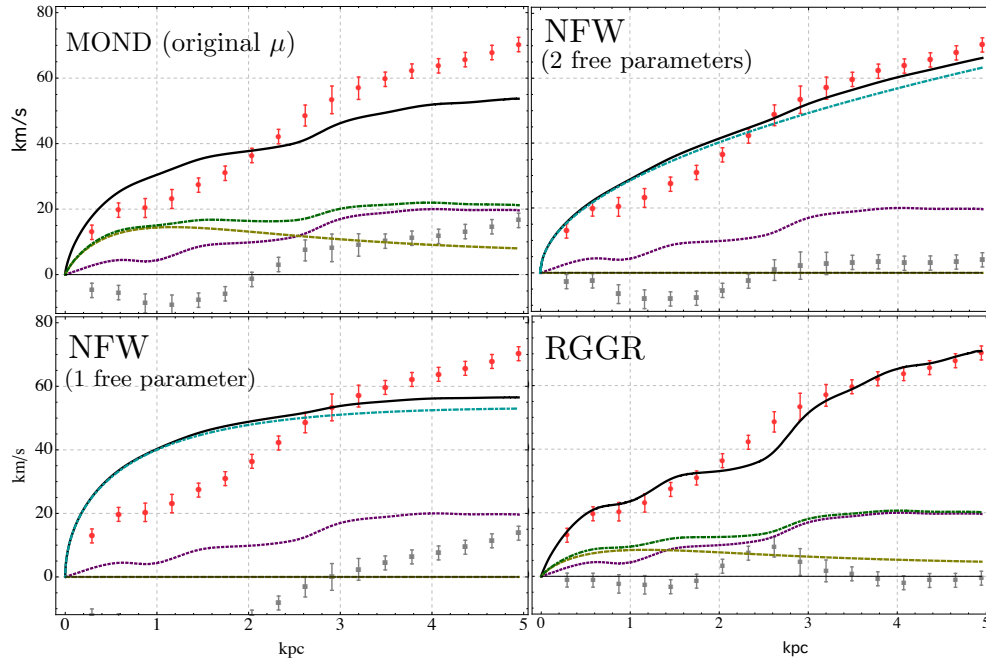 80
60
40
20
0
km/s
MOND (original μ)
NFW
(2 free parameters)
80
60
40
20
0
km/s
NFW
(1 free parameter)
RGGR
0 1 2 3 4 5
kpc
0 1 2 3 4 5
kpc